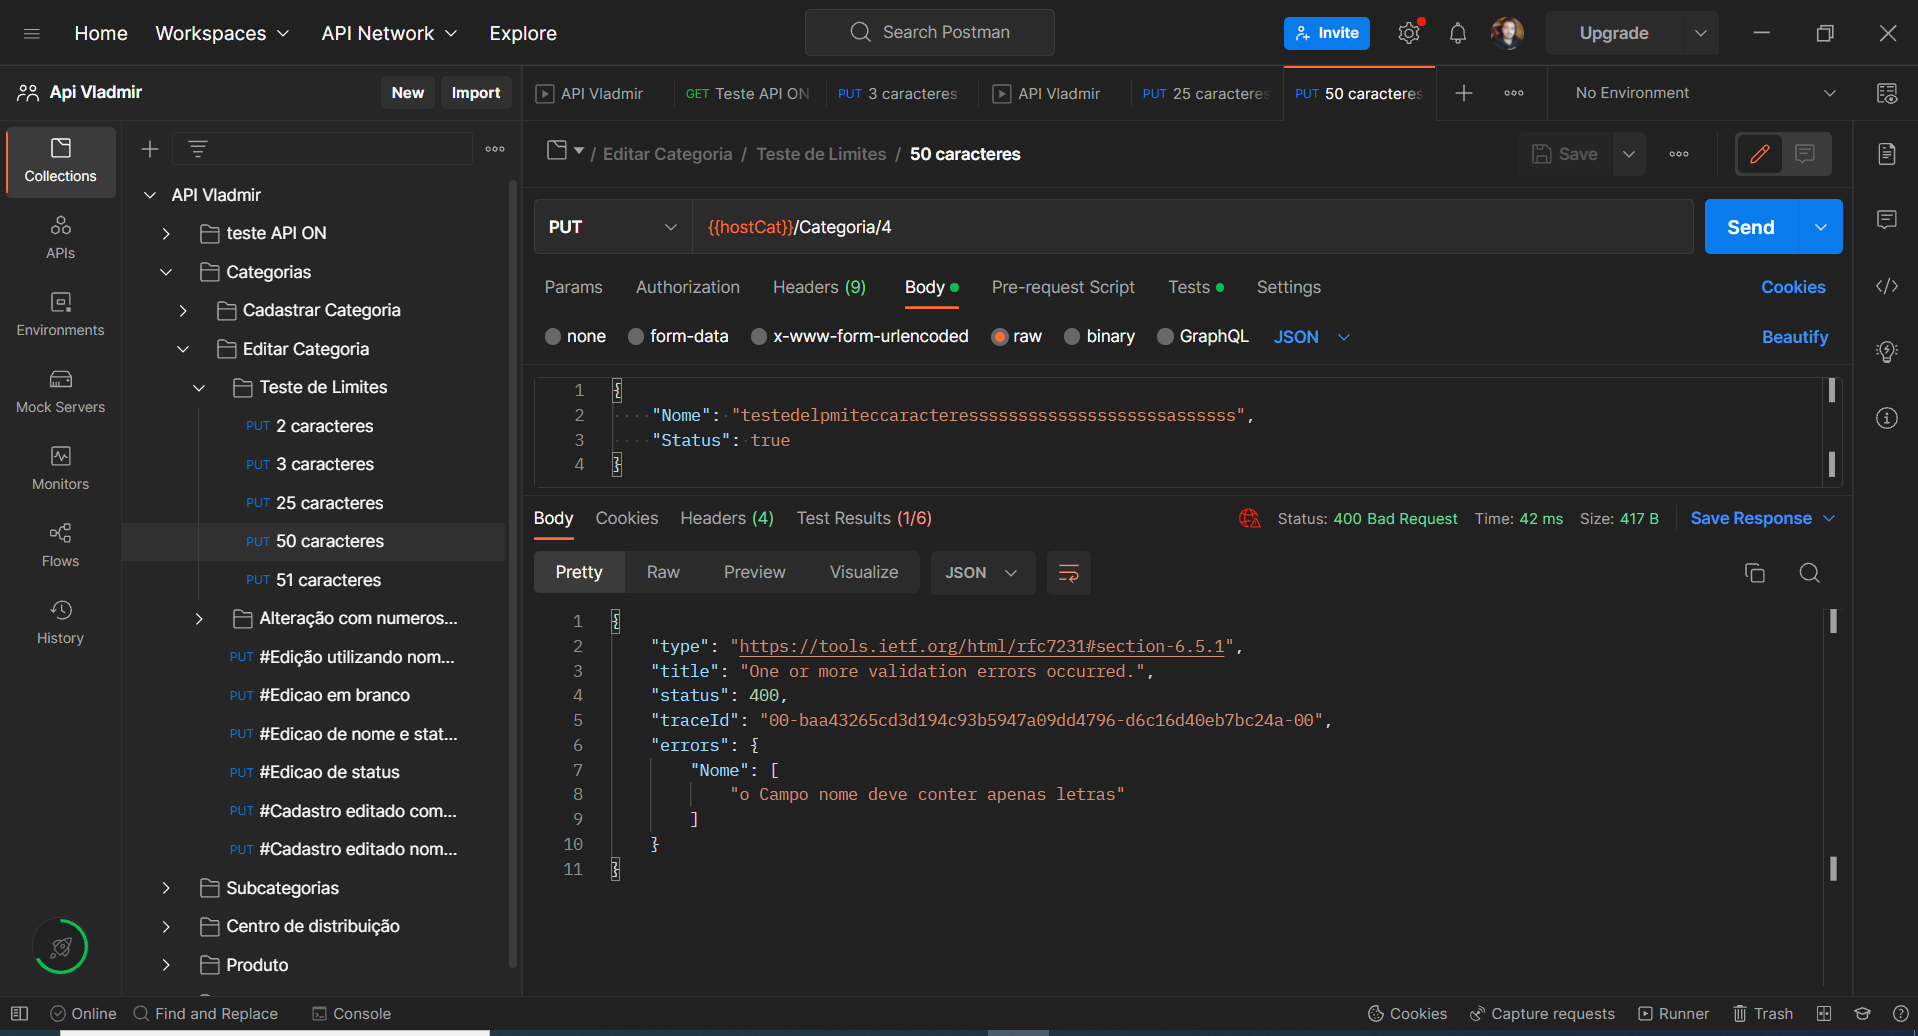 Home Workspaces API Network Explore Search Postman Invite Upgrade
Api Vladmir New Import
API Vladmir GET Teste API ON PUT 3 caracteres API Vladmir PUT 25 caracteres PUT 50 caracteres No Environment
Collections
APIs
Environments
Mock Servers
Monitors
Flows
History
API Vladmir
teste API ON
Categorias
Cadastrar Categoria
Editar Categoria
Teste de Limites
PUT 2 caracteres
PUT 3 caracteres
PUT 25 caracteres
PUT 50 caracteres
PUT 51 caracteres
Alteração com numeros...
PUT #Edição utilizando nom...
PUT #Edicao em branco
PUT #Edicao de nome e stat...
PUT #Edicao de status
PUT #Cadastro editado com...
PUT #Cadastro editado nom...
Subcategorias
Centro de distribuição
Produto
/ Editar Categoria / Teste de Limites / 50 caracteres Save
PUT {{hostCat}}/Categoria/4 Send
Params Authorization Headers (9) Body Pre-request Script Tests Settings Cookies
none form-data x-www-form-urlencoded raw binary GraphQL JSON Beautify
1 {
2 ····"Nome":·"testedelpmiteccaracteressssssssssssssssssssassssss",
3 ····"Status":·true
4 }
Body Cookies Headers (4) Test Results (1/6) Status: 400 Bad Request Time: 42 ms Size: 417 B Save Response
Pretty Raw Preview Visualize JSON
1 {
2 "type": "https://tools.ietf.org/html/rfc7231#section-6.5.1",
3 "title": "One or more validation errors occurred.",
4 "status": 400,
5 "traceId": "00-baa43265cd3d194c93b5947a09dd4796-d6c16d40eb7bc24a-00",
6 "errors": {
7 "Nome": [
8 "o Campo nome deve conter apenas letras"
9 ]
10 }
11 }
Online Find and Replace Console Cookies Capture requests Runner Trash